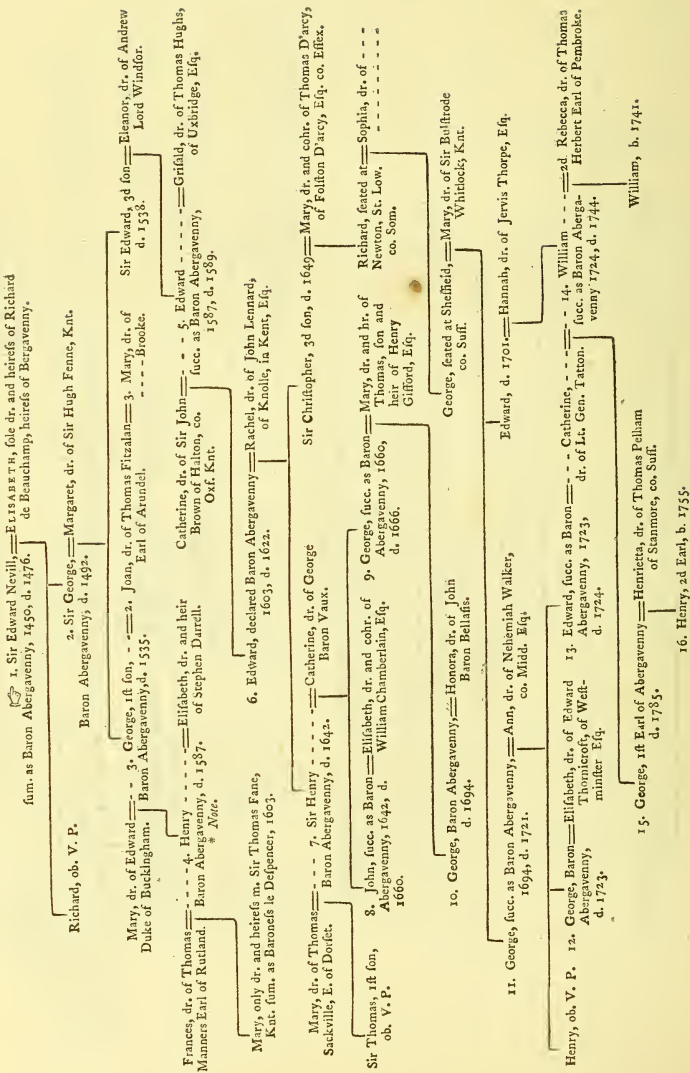 ☞ 1. Sir Edward Nevill,=ELISABETH, ſole dr. and heireſs of Richard
ſum. as Baron Abergavenny, 1450, d. 1476. de Beauchamp, heireſs of Bergavenny.
Richard, ob. V. P.
2. Sir George,=Margaret, dr. of Sir Hugh Fenne, Knt.
Baron Abergavenny, d. 1492.
Mary, dr. of Edward=- - 3. George, 1ſt ſon, - -=2. Joan, dr. of Thomas Fitzalan=3. Mary, dr. of
Duke of Buckingham. Baron Abergavenny, d. 1535. Earl of Arundel. - - - - Brooke.
Sir Edward, 3d ſon=Eleanor, dr. of Andrew
d. 1538. Lord Windſor.
Frances, dr. of Thomas=- - - - 4. Henry - - - - -=Eliſabeth, dr. and heir
Manners Earl of Rutland. Baron Abergavenny, d. 1587. of Stephen Darrell.
* Note.
Catherine, dr. of Sir John=- - - 5. Edward - - - - -=Griſald, dr. of Thomas Hughs,
Brown of Halton, co. ſucc. as Baron Abergavenny, of Uxbridge, Eſq.
Oxf. Knt. 1587, d. 1589.
Mary, only dr. and heireſs m. Sir Thomas Fane,
Knt. ſum. as Baroneſs le Deſpencer, 1603.
6. Edward, declared Baron Abergavenny=Rachel, dr. of John Lennard,
1603, d. 1622. of Knolle, in Kent, Eſq.
Mary, dr. of Thomas=- - - - 7. Sir Henry - - - - -=Catherine, dr. of George
Sackville, E. of Dorſet. Baron Abergavenny, d. 1642. Baron Vaux.
Sir Chriſtopher, 3d ſon, d. 1649=Mary, dr. and cohr. of Thomas D'arcy,
of Folſton D'arcy, Eſq. co. Eſſex.
Sir Thomas, 1ſt ſon,
ob. V. P.
8. John, ſucc. as Baron=Eliſabeth, dr. and cohr. of
Abergavenny, 1642, d. William Chamberlain, Eſq.
1660.
9. George, ſucc. as Baron=Mary, dr. and hr. of
Abergavenny, 1660, Thomas, ſon and
d. 1666. heir of Henry
Gifford, Eſq.
Richard, ſeated at=Sophia, dr. of - - - -
Newton, St. Low. - - - - - - - -
co. Som.
10. George, Baron Abergavenny,=Honora, dr. of John
d. 1694. Baron Bellaſis.
George, ſeated at Sheffield,=Mary, dr. of Sir Bulſtrode
co. Suff. Whitlock, Knt.
11. George, ſucc. as Baron Abergavenny,=Ann, dr. of Nehemiah Walker,
1694, d. 1721. co. Midd. Eſq.
Edward, d. 1701.=Hannah, dr. of Jervis Thorpe, Eſq.
Henry, ob. V. P. 12. George, Baron=Eliſabeth, dr. of Edward
Abergavenny, Thornicroft, of Weſt-
d. 1723. minſter Eſq.
13. Edward, ſucc. as Baron=- - - Catherine,- - - -=- - 14. William - - - -=2d Rebecca, dr. of Thomas
Abergavenny, 1723, dr. of Lt. Gen. Tatton. ſucc. as Baron Aberga- Herbert Earl of Pembroke.
d. 1724. venny 1724, d. 1744.
15. George, 1ſt Earl of Abergavenny=Henrietta, dr. of Thomas Pelham
d. 1785. of Stanmore, co. Suff.
William, b. 1741.
16. Henry, 2d Earl, b. 1755.